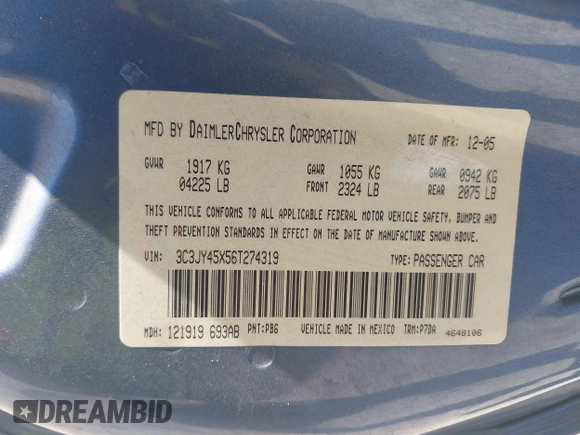 MFD BY DAIMLERCHRYSLER CORPORATION DATE OF MFR: 12-05
GVWR 1917 KG GAWR 1055 KG GAWR 0942 KG
04225 LB FRONT 2324 LB REAR 2075 LB
THIS VEHICLE CONFORMS TO ALL APPLICABLE FEDERAL MOTOR VEHICLE SAFETY, BUMPER AND
THEFT PREVENTION STANDARDS IN EFFECT ON THE DATE OF MANUFACTURE SHOWN ABOVE.
VIN: 3C3JY45X56T274319 TYPE: PASSENGER CAR
MDH: 121919 693AB PNT: PB6 VEHICLE MADE IN MEXICO TRM: P7DA 4648106
DREAMBID